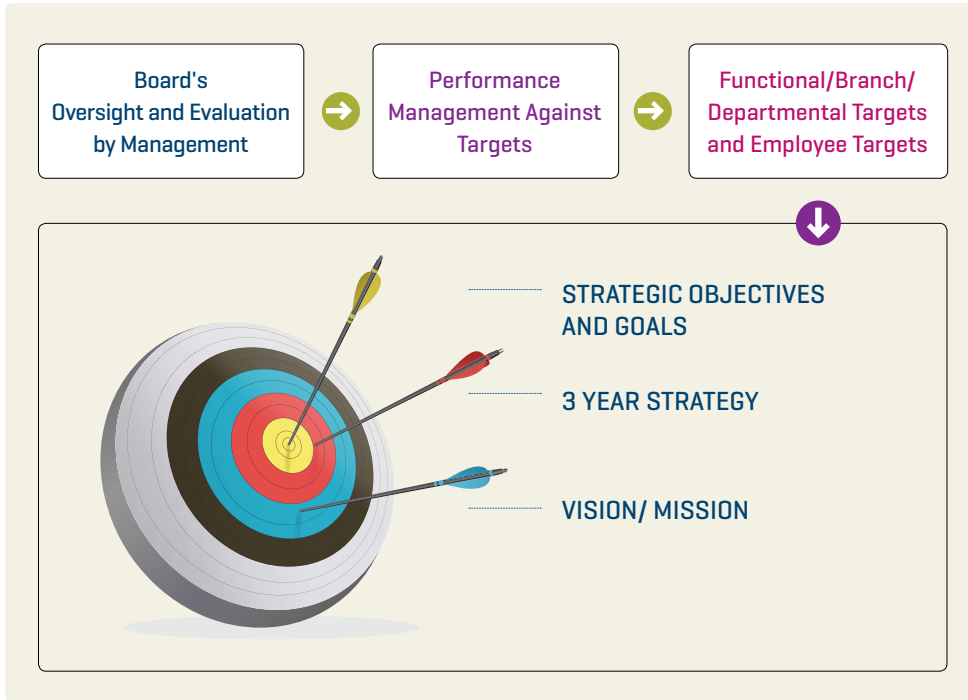 Board's
Oversight and Evaluation
by Management
Performance
Management Against
Targets
Functional/Branch/
Departmental Targets
and Employee Targets
STRATEGIC OBJECTIVES
AND GOALS
3 YEAR STRATEGY
VISION/ MISSION